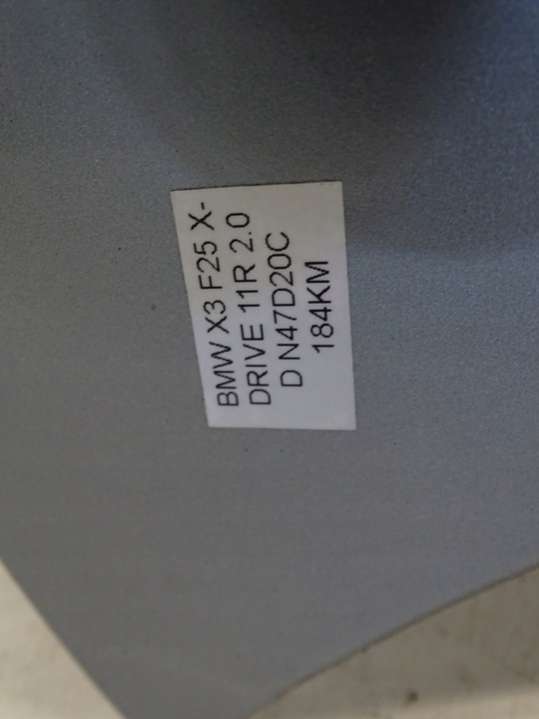 BMW X3 F25 X-
DRIVE 11R 2.0
D N47D20C
184KM